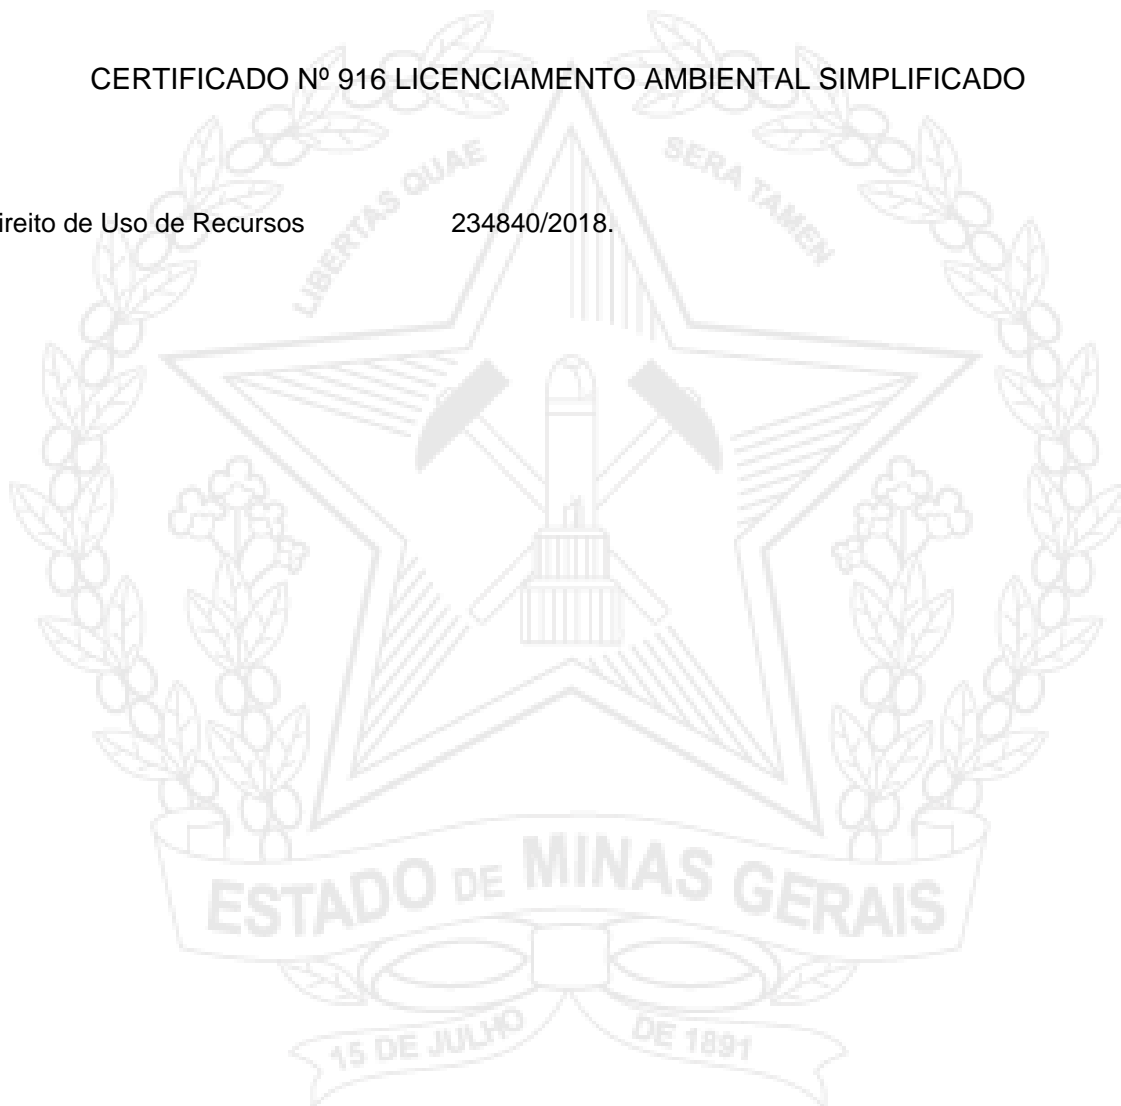 CERTIFICADO Nº 916 LICENCIAMENTO AMBIENTAL SIMPLIFICADO
LIBERTAS QUAE SERA TAMEN
ireito de Uso de Recursos 234840/2018.
ESTADO DE MINAS GERAIS
15 DE JULHO DE 1891